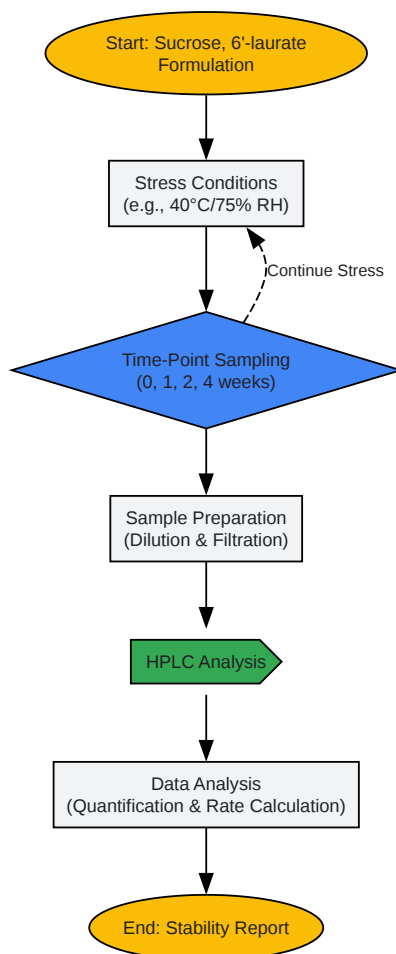 Start: Sucrose, 6'-laurate
Formulation
Stress Conditions
(e.g., 40°C/75% RH)
Continue Stress
Time-Point Sampling
(0, 1, 2, 4 weeks)
Sample Preparation
(Dilution & Filtration)
HPLC Analysis
Data Analysis
(Quantification & Rate Calculation)
End: Stability Report